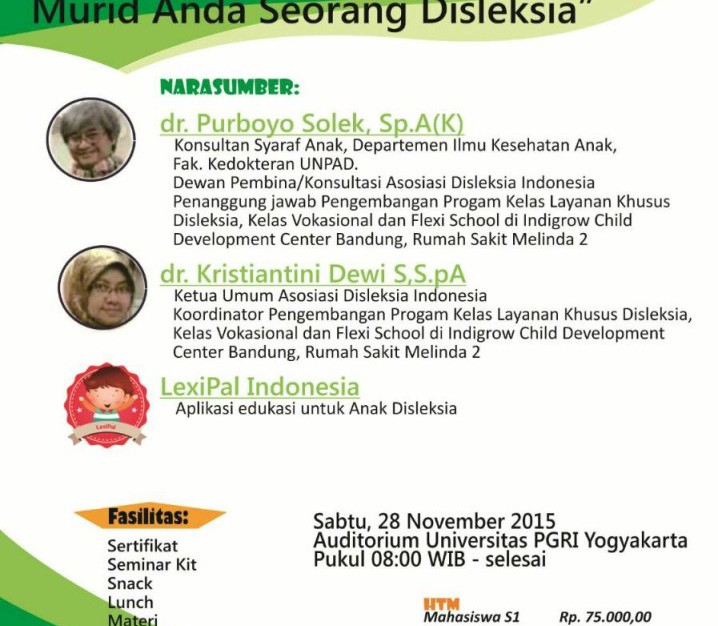 Murid Anda Seorang Disleksia"
NARASUMBER:
dr. Purboyo Solek, Sp.A(K)
Konsultan Syaraf Anak, Departemen Ilmu Kesehatan Anak,
Fak. Kedokteran UNPAD.
Dewan Pembina/Konsultasi Asosiasi Disleksia Indonesia
Penanggung jawab Pengembangan Progam Kelas Layanan Khusus
Disleksia, Kelas Vokasional dan Flexi School di Indigrow Child
Development Center Bandung, Rumah Sakit Melinda 2
dr. Kristiantini Dewi S,S.pA
Ketua Umum Asosiasi Disleksia Indonesia
Koordinator Pengembangan Progam Kelas Layanan Khusus Disleksia,
Kelas Vokasional dan Flexi School di Indigrow Child Development
Center Bandung, Rumah Sakit Melinda 2
LexiPal Indonesia
Aplikasi edukasi untuk Anak Disleksia
LexiPal
Fasilitas:
Sertifikat
Seminar Kit
Snack
Lunch
Materi
Sabtu, 28 November 2015
Auditorium Universitas PGRI Yogyakarta
Pukul 08:00 WIB - selesai
HTM
Mahasiswa S1 Rp. 75.000,00